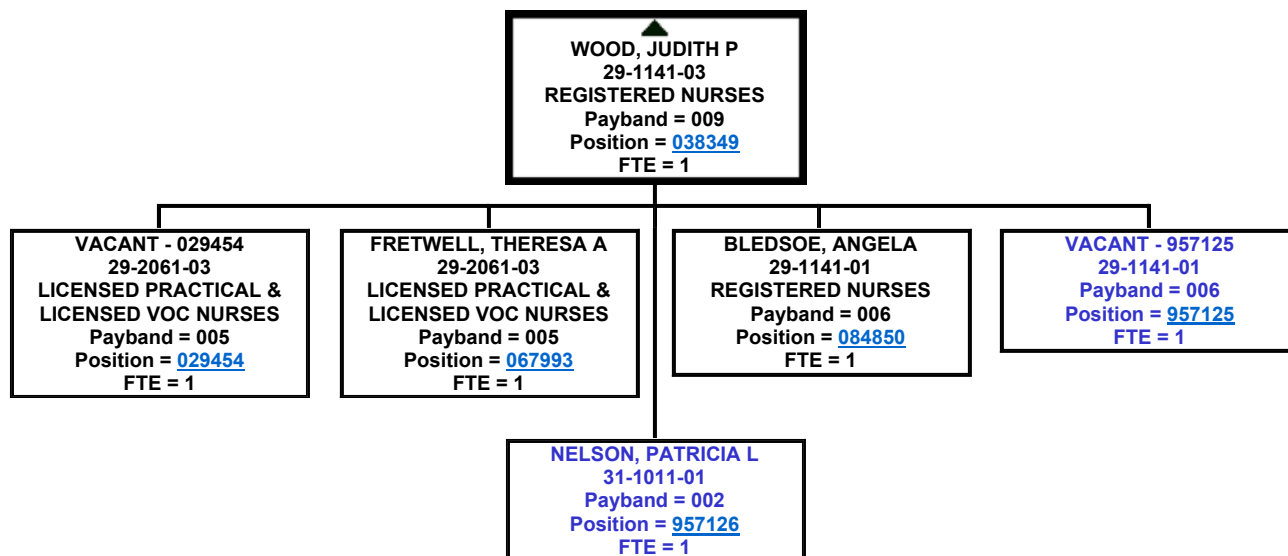 WOOD, JUDITH P
29-1141-03
REGISTERED NURSES
Payband = 009
Position = 038349
FTE = 1
VACANT - 029454
29-2061-03
LICENSED PRACTICAL &
LICENSED VOC NURSES
Payband = 005
Position = 029454
FTE = 1
FRETWELL, THERESA A
29-2061-03
LICENSED PRACTICAL &
LICENSED VOC NURSES
Payband = 005
Position = 067993
FTE = 1
BLEDSOE, ANGELA
29-1141-01
REGISTERED NURSES
Payband = 006
Position = 084850
FTE = 1
VACANT - 957125
29-1141-01
Payband = 006
Position = 957125
FTE = 1
NELSON, PATRICIA L
31-1011-01
Payband = 002
Position = 957126
FTE = 1